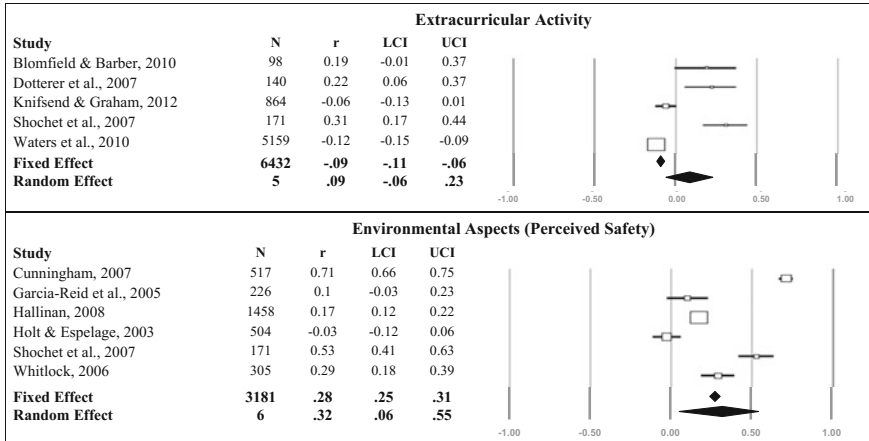 Extracurricular Activity
Study N r LCI UCI
Blomfield & Barber, 2010 98 0.19 -0.01 0.37
Dotterer et al., 2007 140 0.22 0.06 0.37
Knifsend & Graham, 2012 864 -0.06 -0.13 0.01
Shochet et al., 2007 171 0.31 0.17 0.44
Waters et al., 2010 5159 -0.12 -0.15 -0.09
Fixed Effect 6432 -.09 -.11 -.06
Random Effect 5 .09 -.06 .23
-1.00 -0.50 0.00 0.50 1.00
Environmental Aspects (Perceived Safety)
Study N r LCI UCI
Cunningham, 2007 517 0.71 0.66 0.75
Garcia-Reid et al., 2005 226 0.1 -0.03 0.23
Hallinan, 2008 1458 0.17 0.12 0.22
Holt & Espelage, 2003 504 -0.03 -0.12 0.06
Shochet et al., 2007 171 0.53 0.41 0.63
Whitlock, 2006 305 0.29 0.18 0.39
Fixed Effect 3181 .28 .25 .31
Random Effect 6 .32 .06 .55
-1.00 -0.50 0.00 0.50 1.00